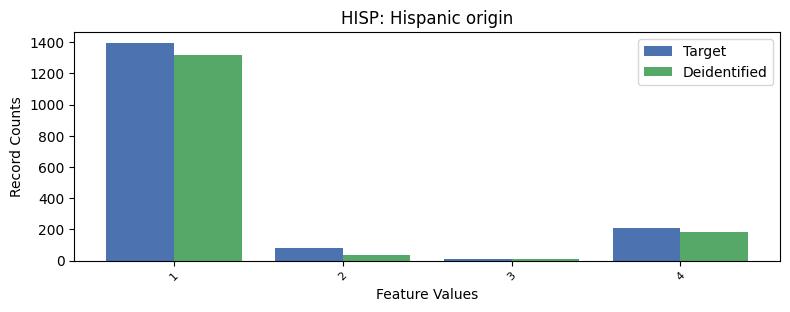 HISP: Hispanic origin
Target
Deidentified
Record Counts
1400
1200
1000
800
600
400
200
0
1
2
3
4
Feature Values